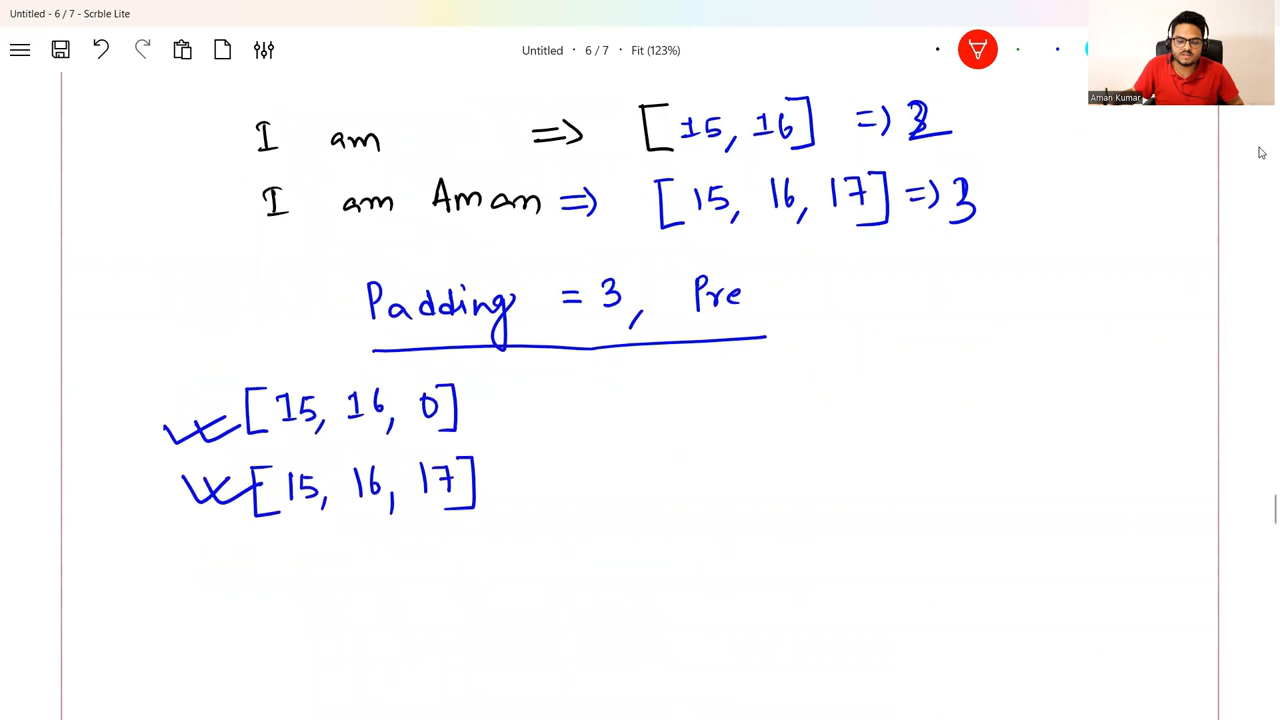 Untitled - 6 / 7 - Scrble Lite
Untitled • 6 / 7 • Fit (123%)
Aman Kumar
I am => [15, 16] =>
I am Aman => [15, 16, 17] => 3
Padding = 3, Pre
[15, 16, 0]
[15, 16, 17]